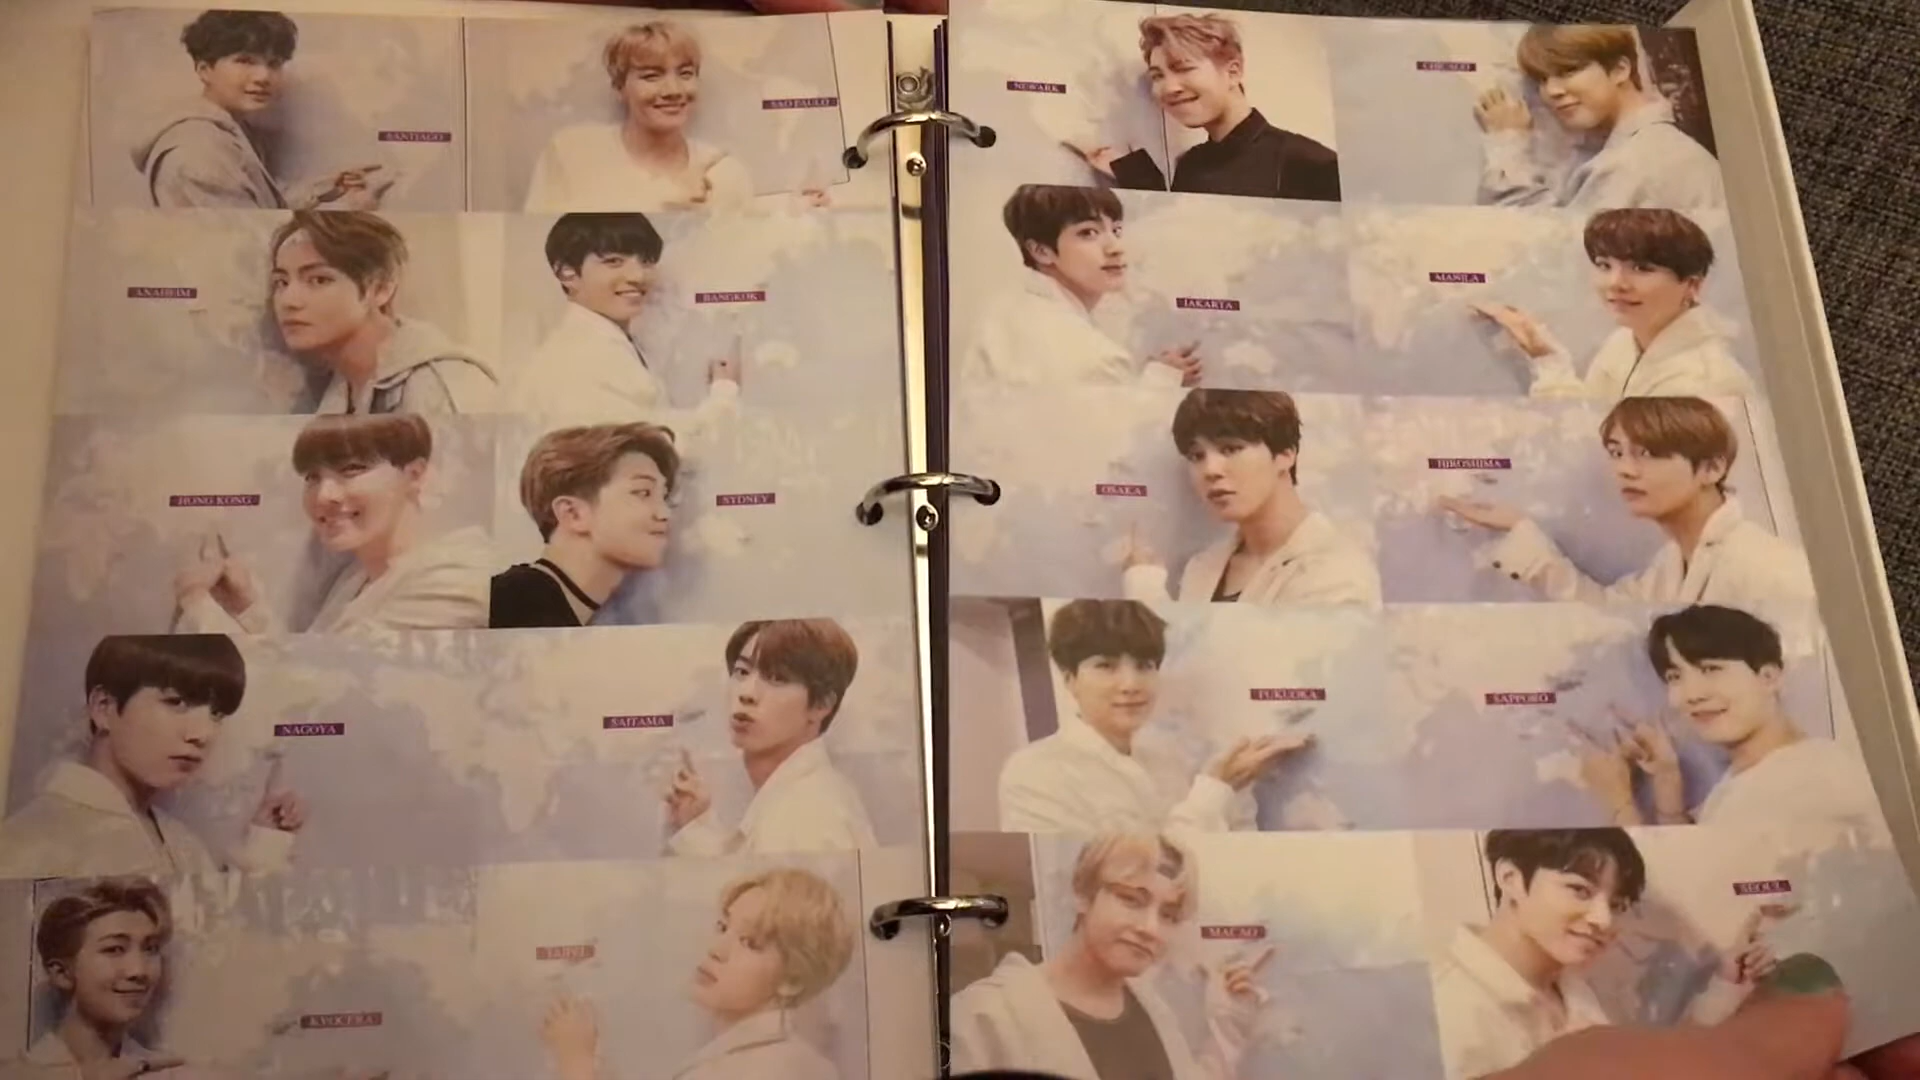 SANTIAGO
SAO PAULO
ANAHEIM
BANGKOK
HONG KONG
SYDNEY
NAGOYA
SAITAMA
KYOCERA
TAIPEI
NEWARK
CHICAGO
JAKARTA
MANILA
OSAKA
HIROSHIMA
FUKUOKA
SAPPORO
MACAO
SEOUL